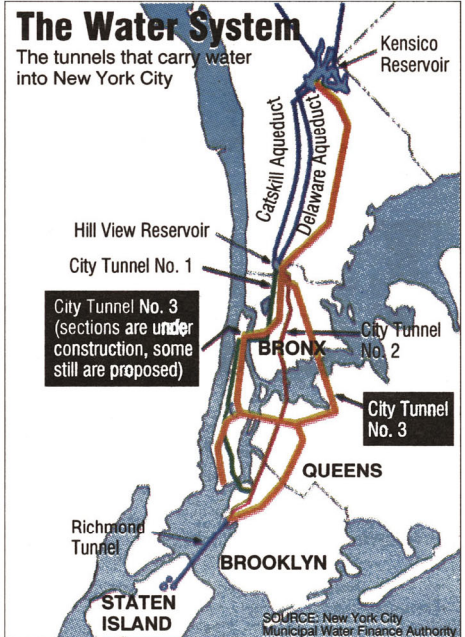 The Water System
The tunnels that carry water
into New York City
Kensico
Reservoir
Catskill Aqueduct
Delaware Aqueduct
Hill View Reservoir
City Tunnel No. 1
City Tunnel No. 3
(sections are under
construction, some
still are proposed)
City Tunnel
No. 2
BRONX
City Tunnel
No. 3
QUEENS
Richmond
Tunnel
BROOKLYN
STATEN
ISLAND
SOURCE: New York City
Municipal Water Finance Authority